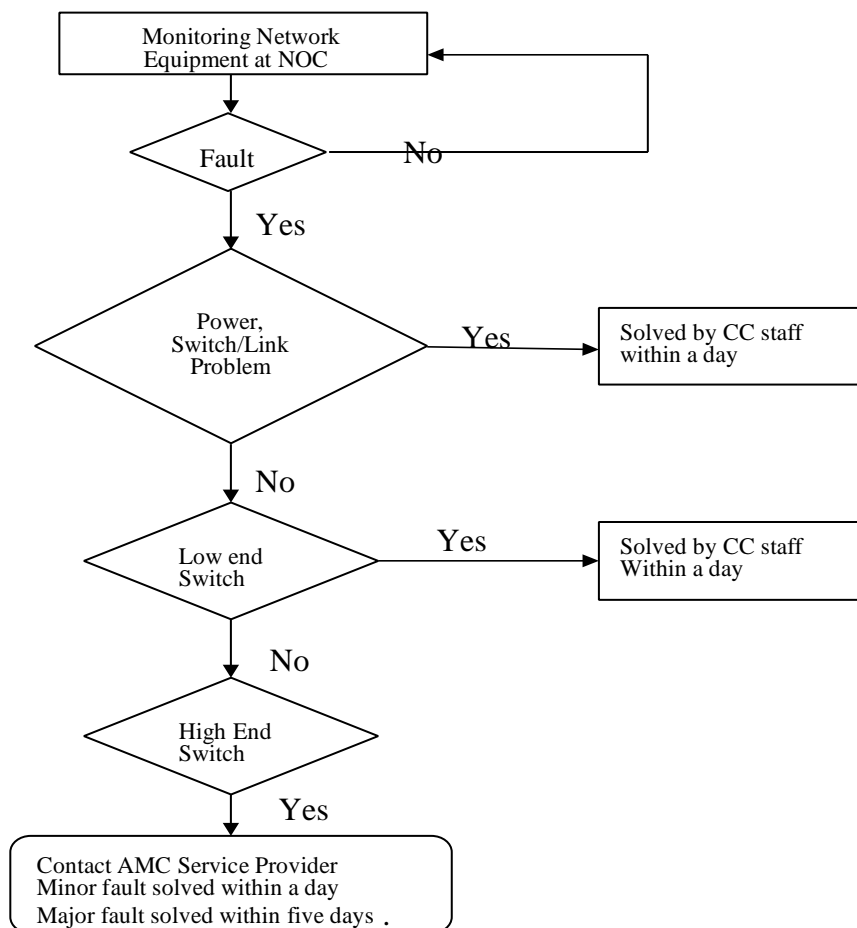 Monitoring Network
Equipment at NOC
Fault
No
Yes
Power,
Switch/Link
Problem
Yes
Solved by CC staff
within a day
No
Low end
Switch
Yes
Solved by CC staff
Within a day
No
High End
Switch
Yes
Contact AMC Service Provider
Minor fault solved within a day
Major fault solved within five days .